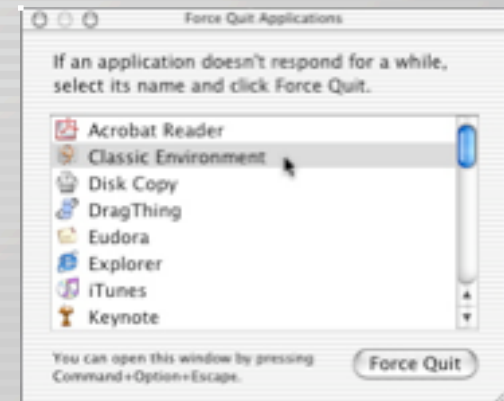 Force Quit Applications
If an application doesn't respond for a while,
select its name and click Force Quit.
Acrobat Reader
Classic Environment
Disk Copy
DragThing
Eudora
Explorer
iTunes
Keynote
You can open this window by pressing
Command+Option+Escape.
Force Quit